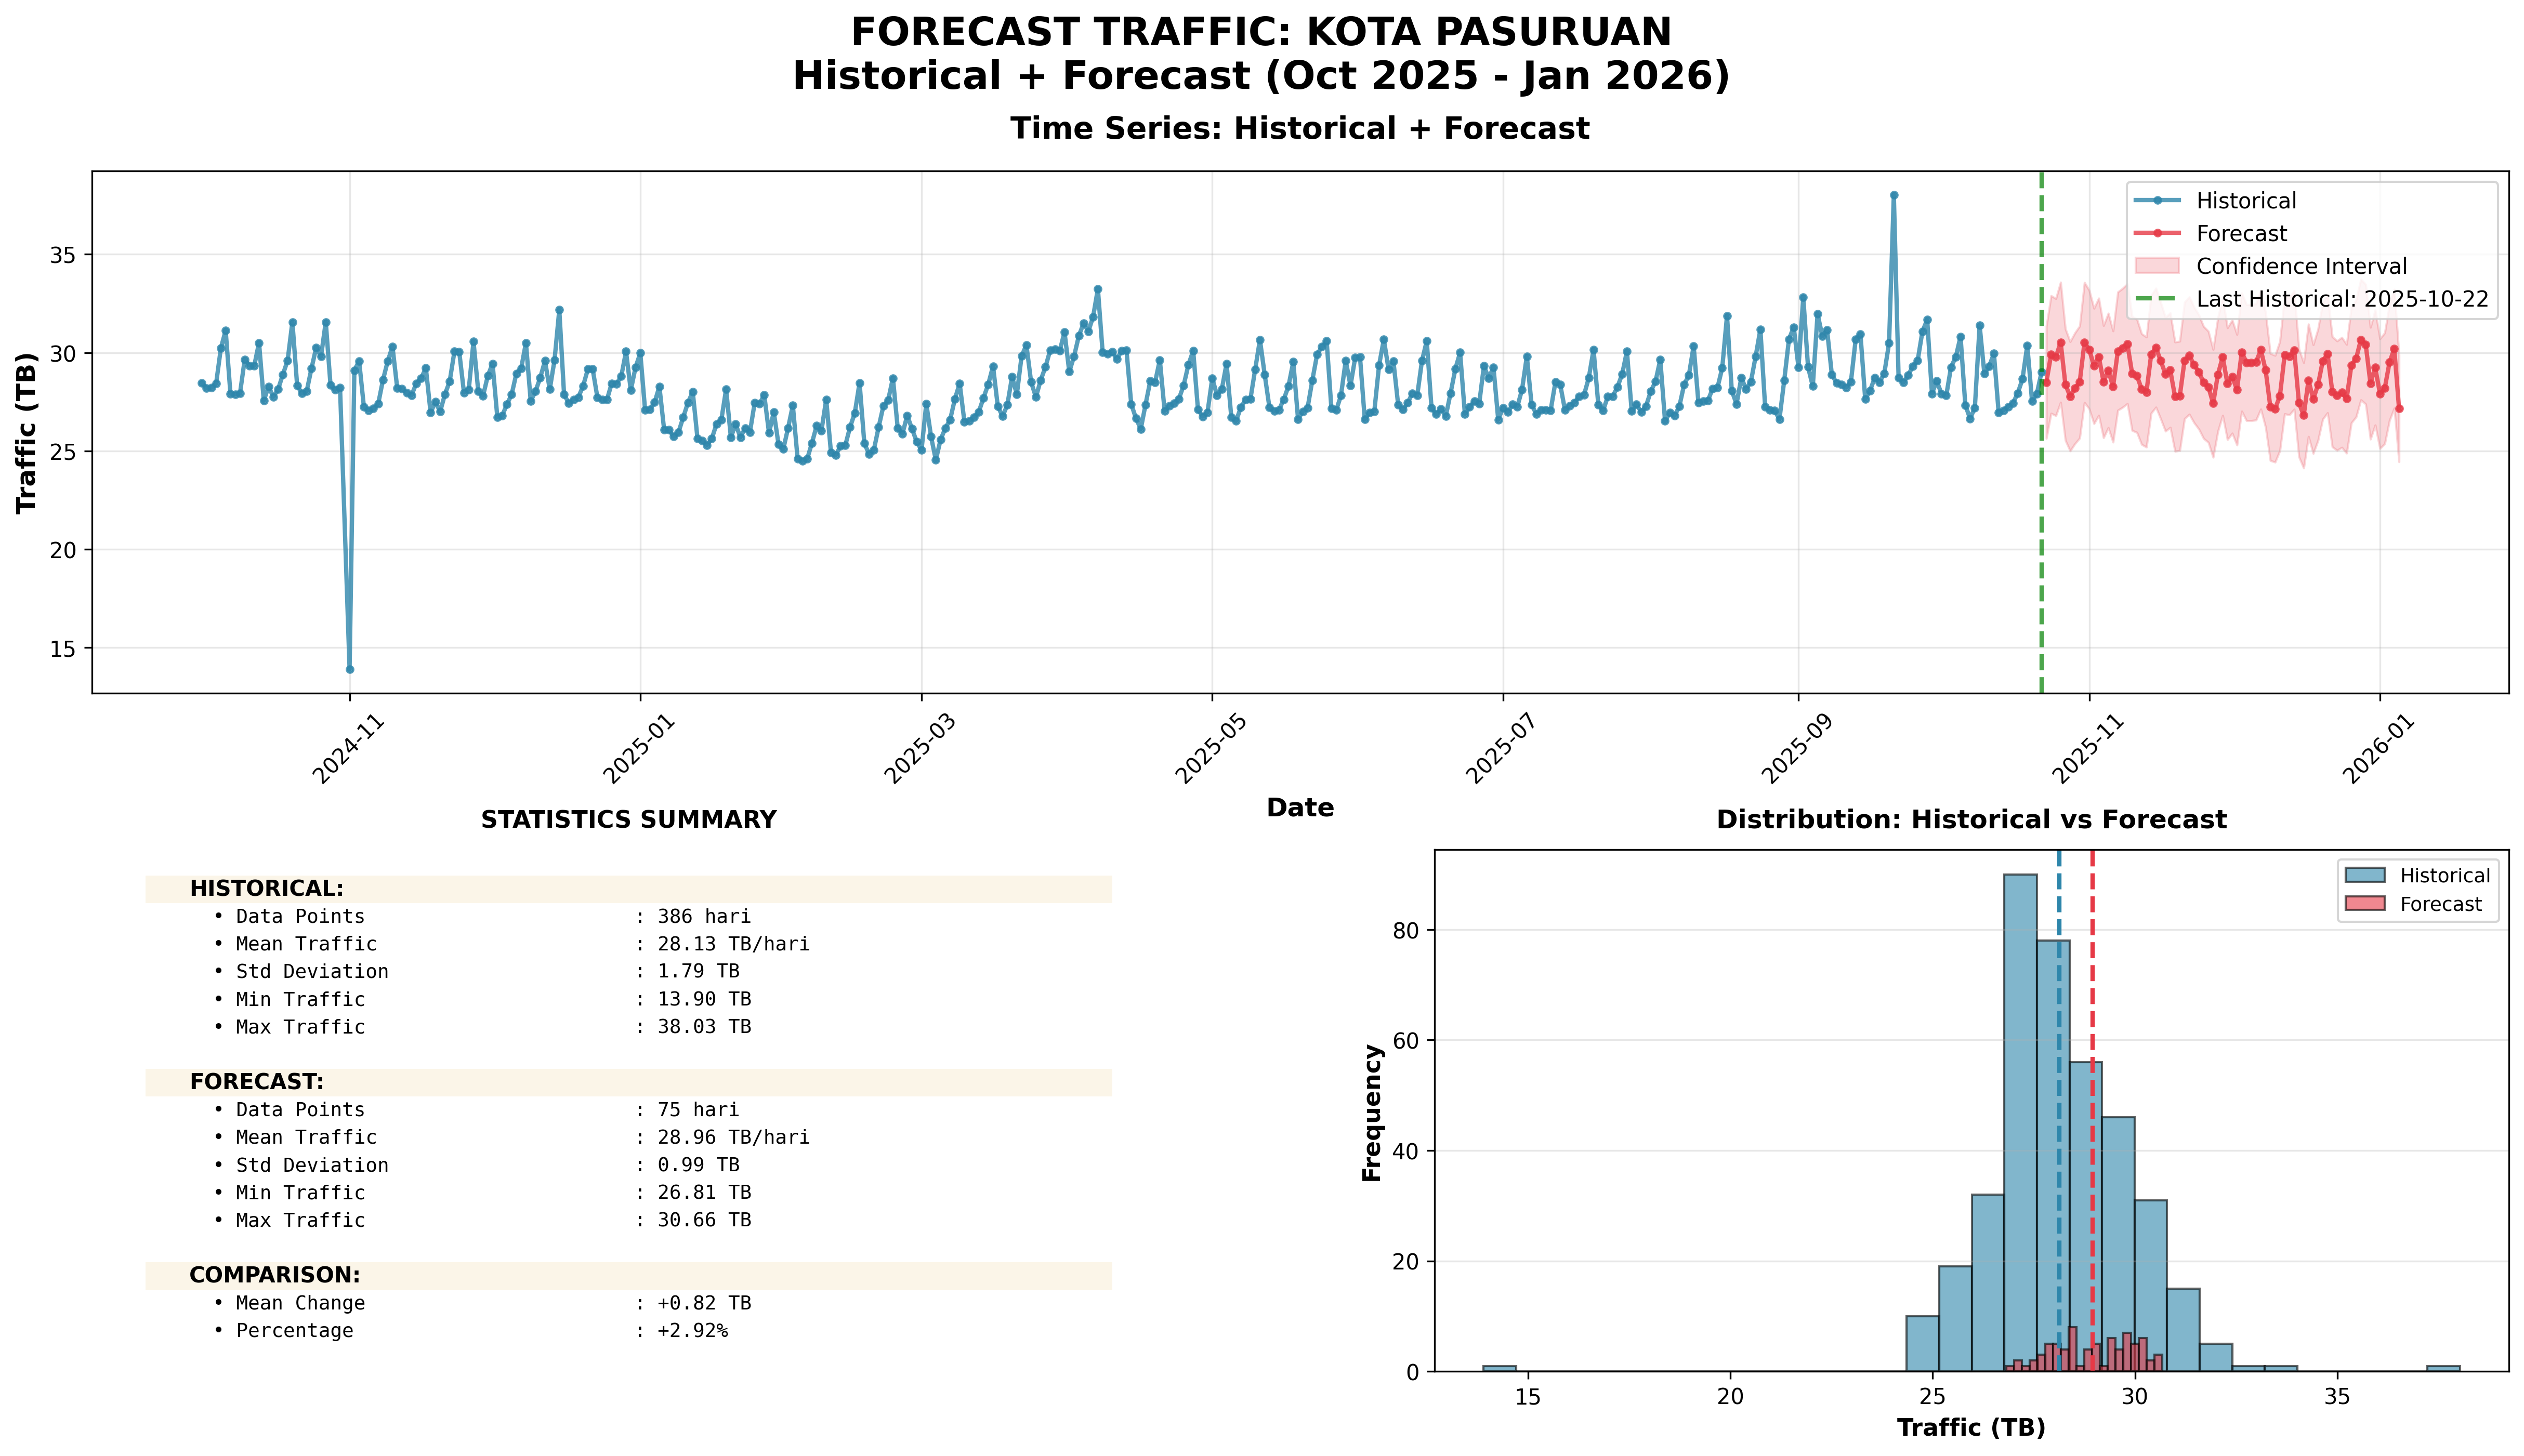 FORECAST TRAFFIC: KOTA PASURUAN
Historical + Forecast (Oct 2025 - Jan 2026)
Time Series: Historical + Forecast
Traffic (TB)
35
30
25
20
15
Historical
Forecast
Confidence Interval
Last Historical: 2025-10-22
2024-11
2025-01
2025-03
2025-05
2025-07
2025-09
2025-11
2026-01
Date
STATISTICS SUMMARY
HISTORICAL:
• Data Points : 386 hari
• Mean Traffic : 28.13 TB/hari
• Std Deviation : 1.79 TB
• Min Traffic : 13.90 TB
• Max Traffic : 38.03 TB
FORECAST:
• Data Points : 75 hari
• Mean Traffic : 28.96 TB/hari
• Std Deviation : 0.99 TB
• Min Traffic : 26.81 TB
• Max Traffic : 30.66 TB
COMPARISON:
• Mean Change : +0.82 TB
• Percentage : +2.92%
Distribution: Historical vs Forecast
Frequency
80
60
40
20
0
Historical
Forecast
15
20
25
30
35
Traffic (TB)